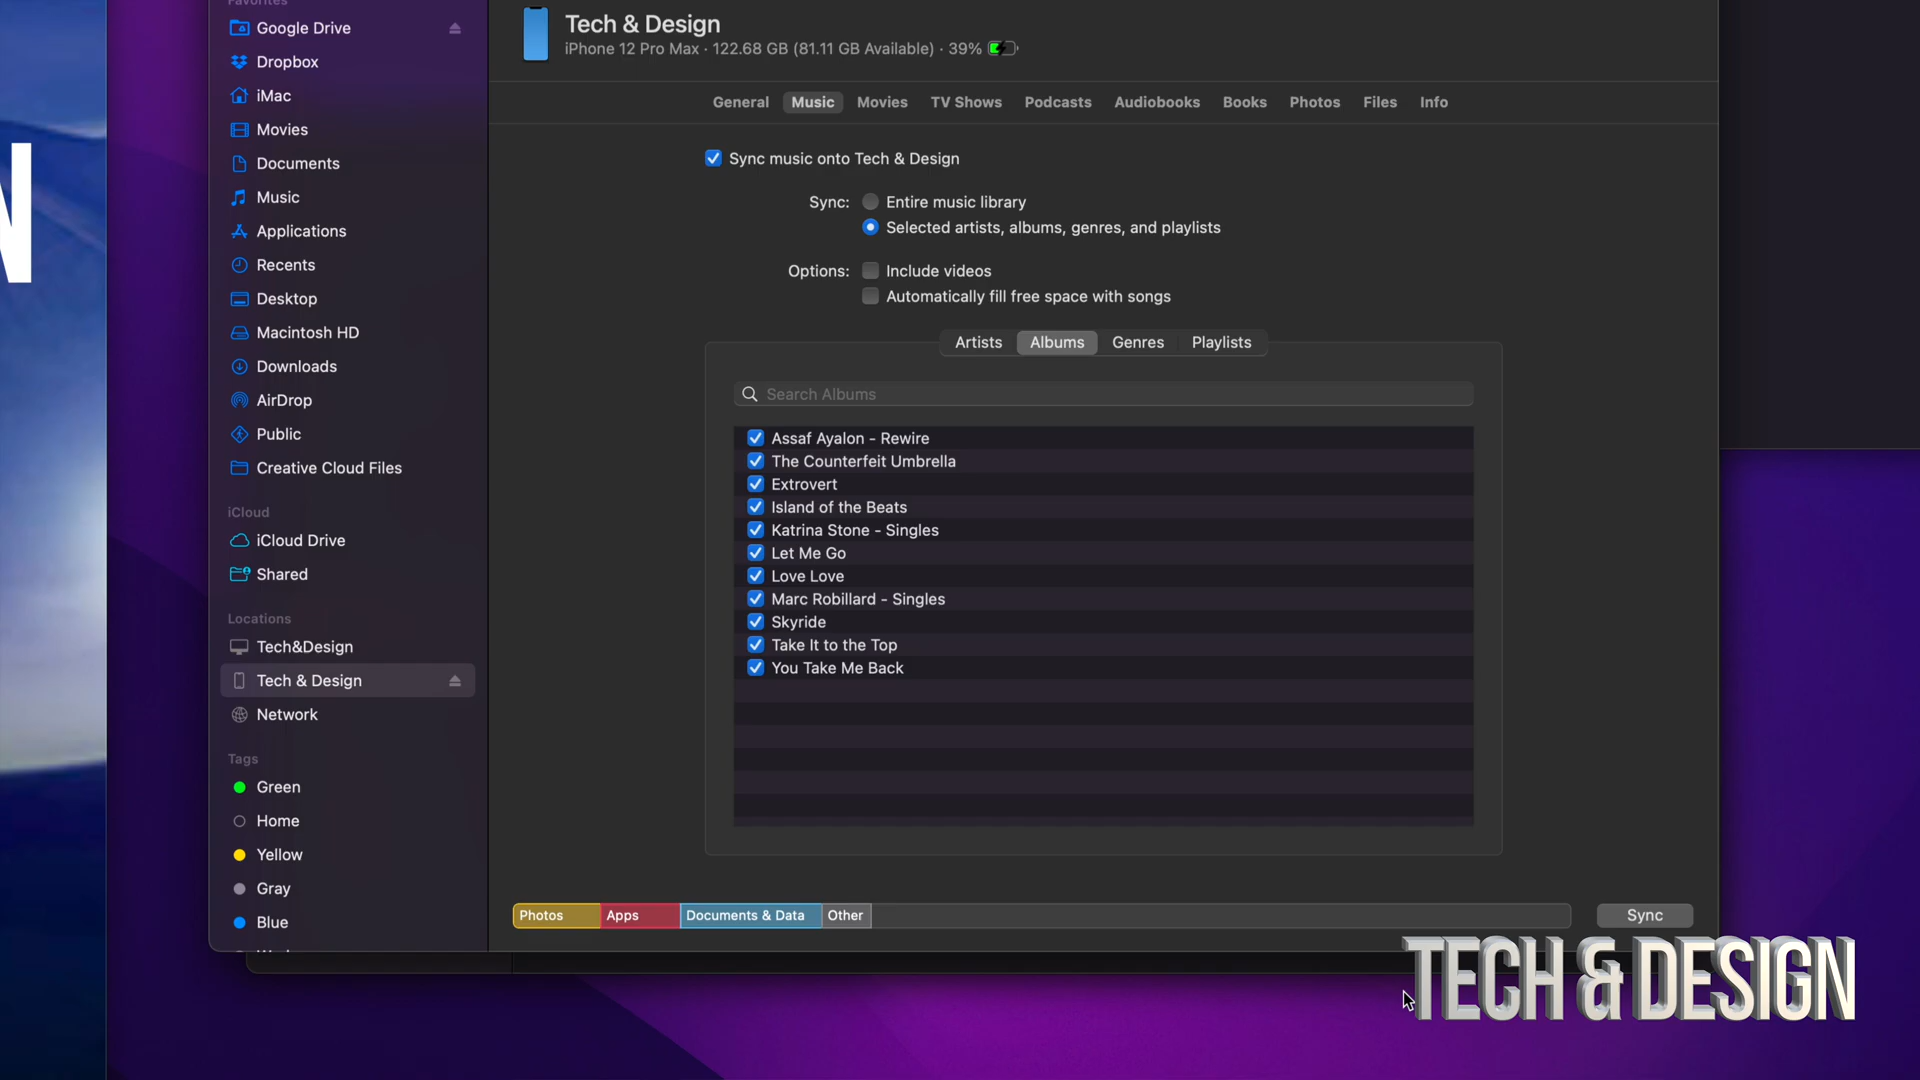 Favorites
Google Drive
Dropbox
iMac
Movies
Documents
Music
Applications
Recents
Desktop
Macintosh HD
Downloads
AirDrop
Public
Creative Cloud Files
iCloud
iCloud Drive
Shared
Locations
Tech&Design
Tech & Design
Network
Tags
Green
Home
Yellow
Gray
Blue
Tech & Design
iPhone 12 Pro Max · 122.68 GB (81.11 GB Available) · 39%
General Music Movies TV Shows Podcasts Audiobooks Books Photos Files Info
Sync music onto Tech & Design
Sync: Entire music library
Selected artists, albums, genres, and playlists
Options: Include videos
Automatically fill free space with songs
Artists Albums Genres Playlists
Search Albums
Assaf Ayalon - Rewire
The Counterfeit Umbrella
Extrovert
Island of the Beats
Katrina Stone - Singles
Let Me Go
Love Love
Marc Robillard - Singles
Skyride
Take It to the Top
You Take Me Back
Photos Apps Documents & Data Other Sync
TECH & DESIGN
N